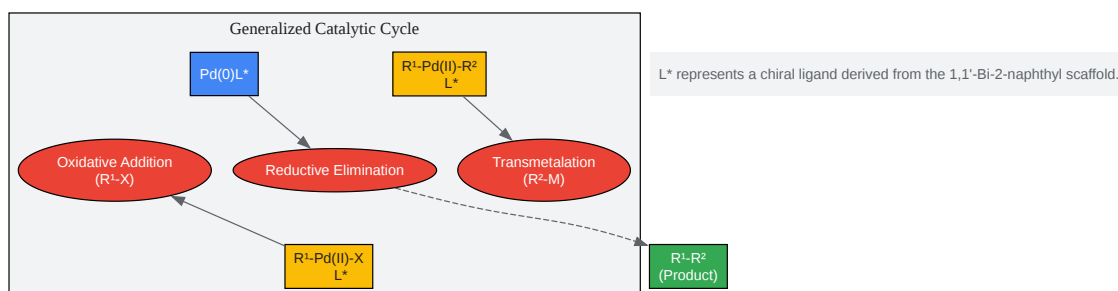 Generalized Catalytic Cycle
Pd(0)L*
R¹-Pd(II)-R²
L*
L* represents a chiral ligand derived from the 1,1'-Bi-2-naphthyl scaffold.
Oxidative Addition
(R¹-X)
Reductive Elimination
Transmetalation
(R²-M)
R¹-Pd(II)-X
L*
R¹-R²
(Product)